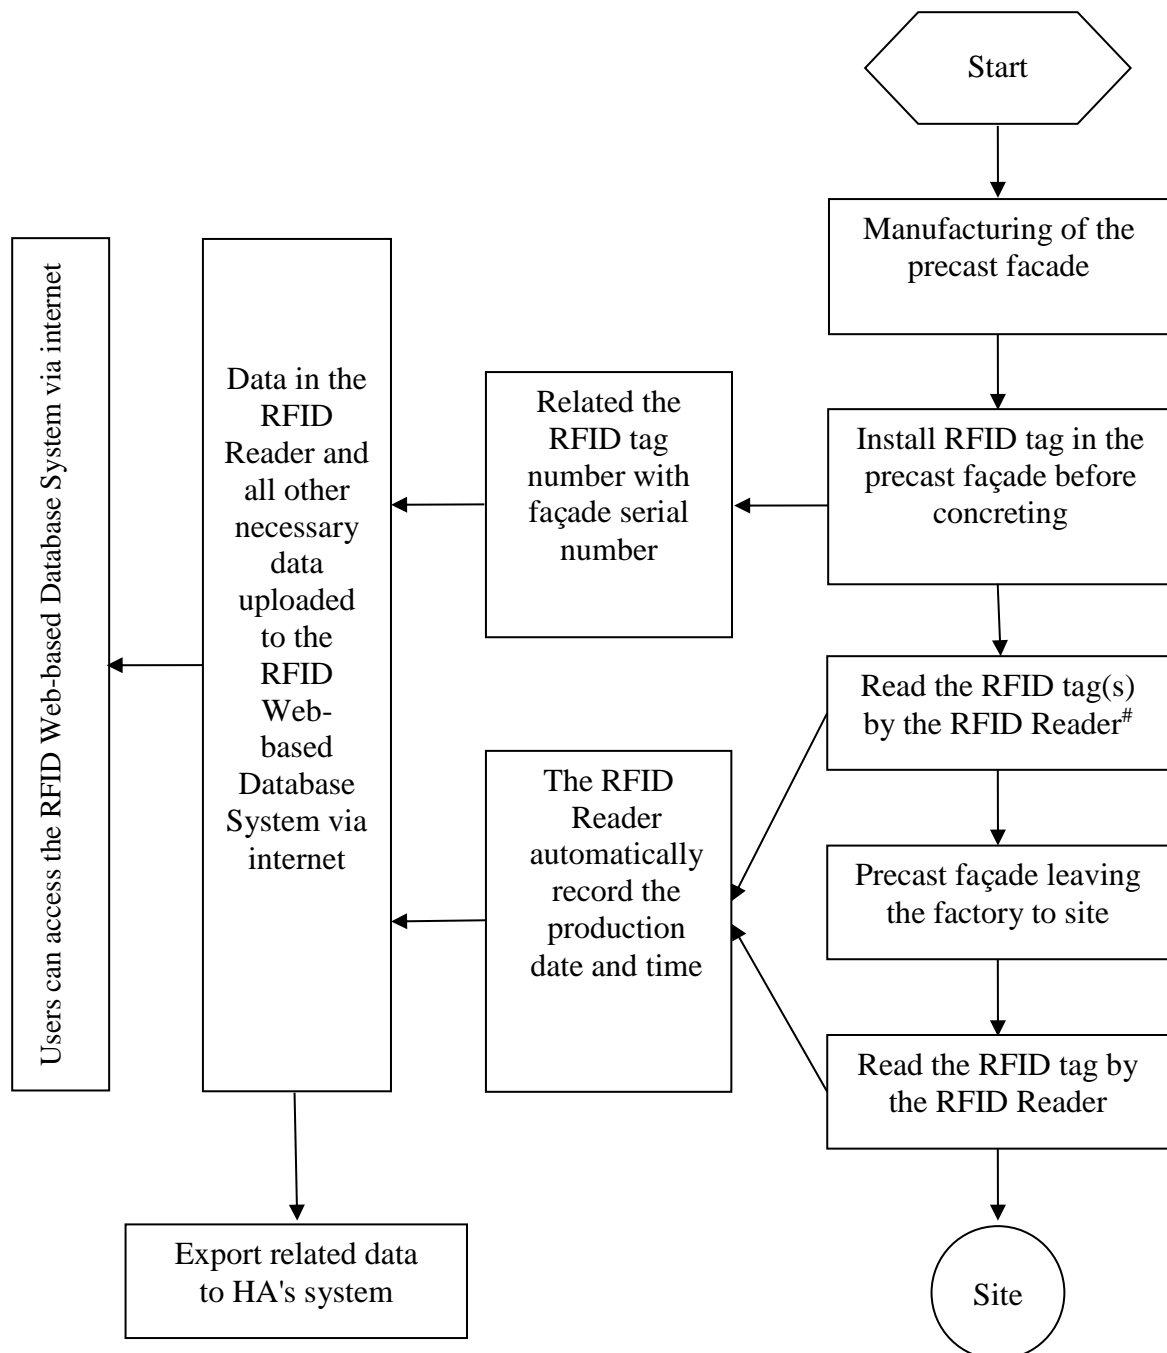 Start
Manufacturing of the
precast facade
Install RFID tag in the
precast façade before
concreting
Related the
RFID tag
number with
façade serial
number
Data in the
RFID
Reader and
all other
necessary
data
uploaded
to the
RFID
Web-
based
Database
System via
internet
Users can access the RFID Web-based Database System via internet
Read the RFID tag(s)
by the RFID Reader#
The RFID
Reader
automatically
record the
production
date and time
Precast façade leaving
the factory to site
Read the RFID tag by
the RFID Reader
Export related data
to HA's system
Site